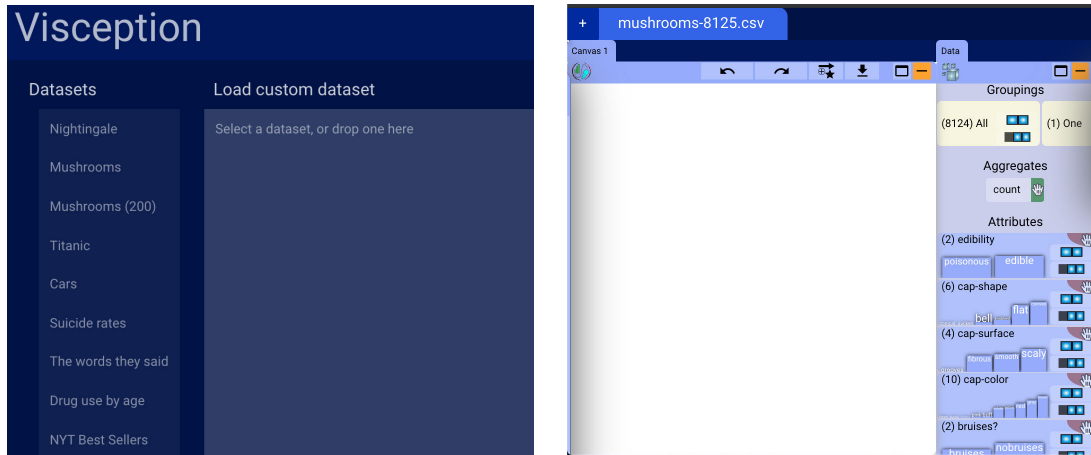 Visception
Datasets
Load custom dataset
Nightingale
Select a dataset, or drop one here
Mushrooms
Mushrooms (200)
Titanic
Cars
Suicide rates
The words they said
Drug use by age
NYT Best Sellers
+ mushrooms-8125.csv
Canvas 1
Data
Groupings
(8124) All
(1) One
Aggregates
count
Attributes
(2) edibility
poisonous edible
(6) cap-shape
bell flat
(4) cap-surface
fibrous smooth scaly
(10) cap-color
(2) bruises?
bruises nobruises